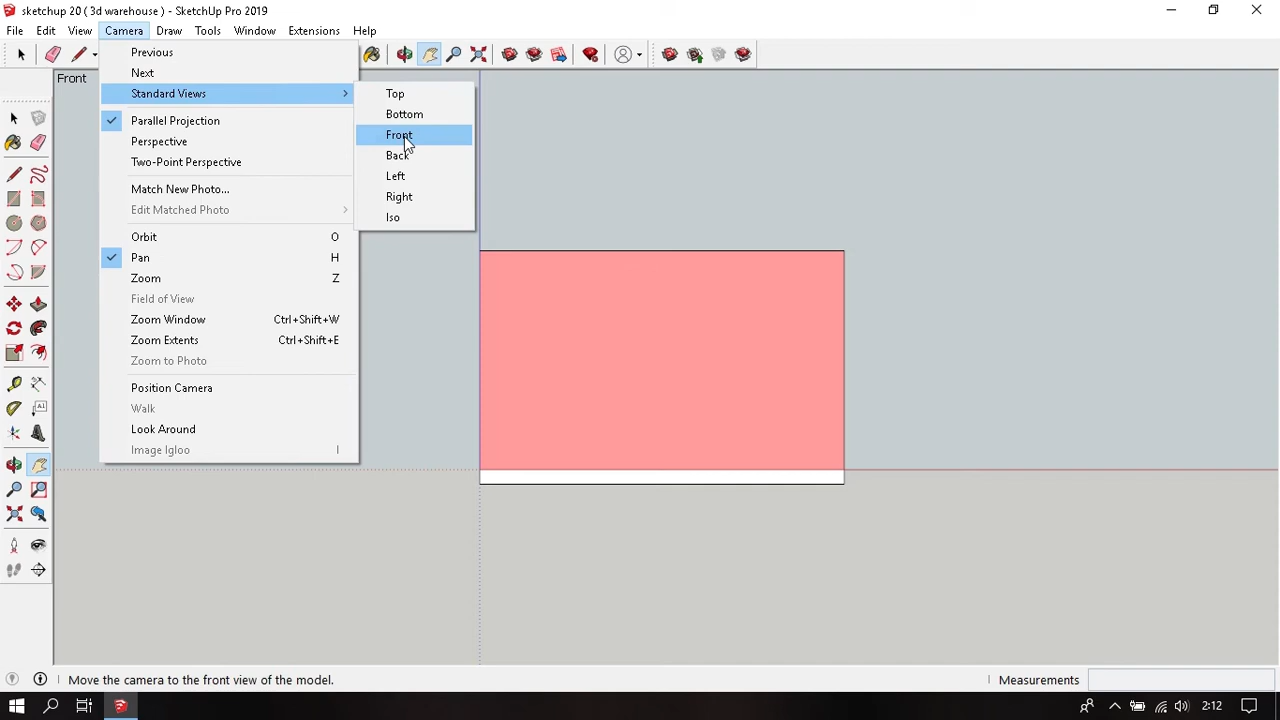 sketchup 20 ( 3d warehouse ) - SketchUp Pro 2019
File Edit View Camera Draw Tools Window Extensions Help
Front
Previous
Next
Standard Views
Parallel Projection
Perspective
Two-Point Perspective
Match New Photo...
Edit Matched Photo
Orbit O
Pan H
Zoom Z
Field of View
Zoom Window Ctrl+Shift+W
Zoom Extents Ctrl+Shift+E
Zoom to Photo
Position Camera
Walk
Look Around
Image Igloo I
Top
Bottom
Front
Back
Left
Right
Iso
A1
Move the camera to the front view of the model.
Measurements
2:12